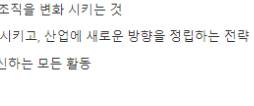 조직을 변화 시키는 것
시키고, 산업에 새로운 방향을 정립하는 전략
신하는 모든 활동